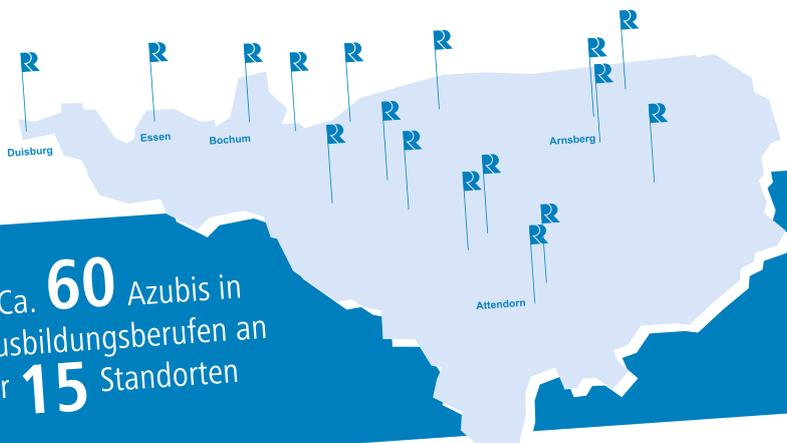 Duisburg
Essen
Bochum
Arnsberg
Attendorn
Ca. 60 Azubis in
usbildungsberufen an
r 15 Standorten